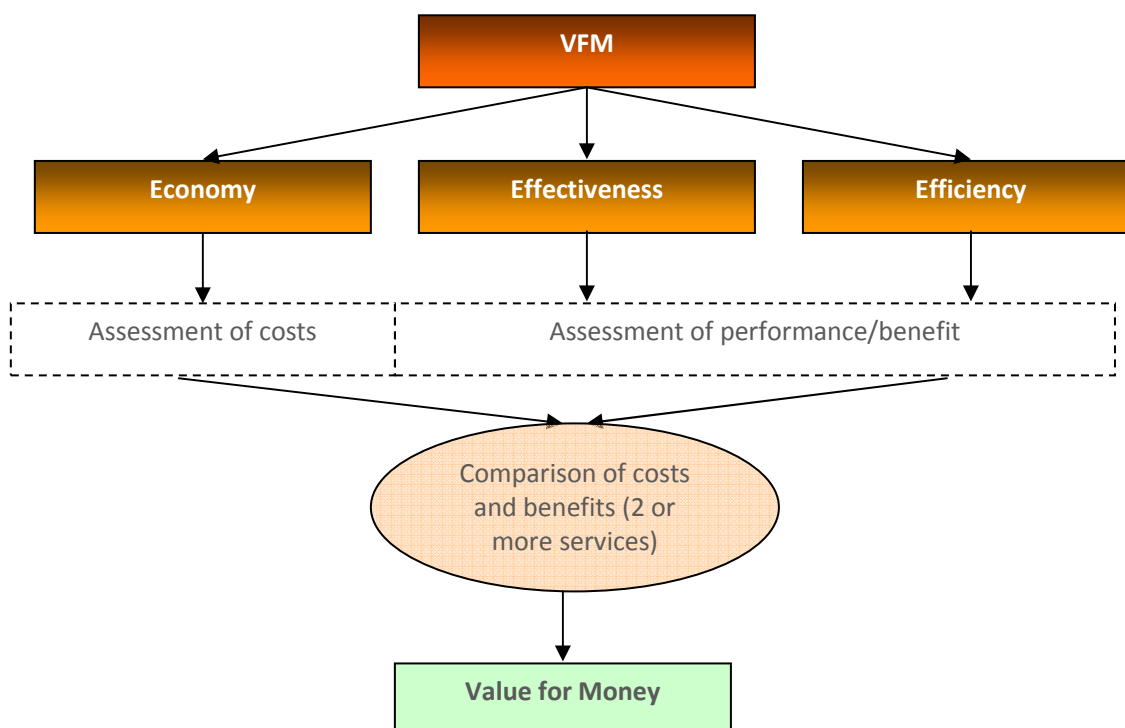 VFM
Economy
Effectiveness
Efficiency
Assessment of costs
Assessment of performance/benefit
Comparison of costs
and benefits (2 or
more services)
Value for Money